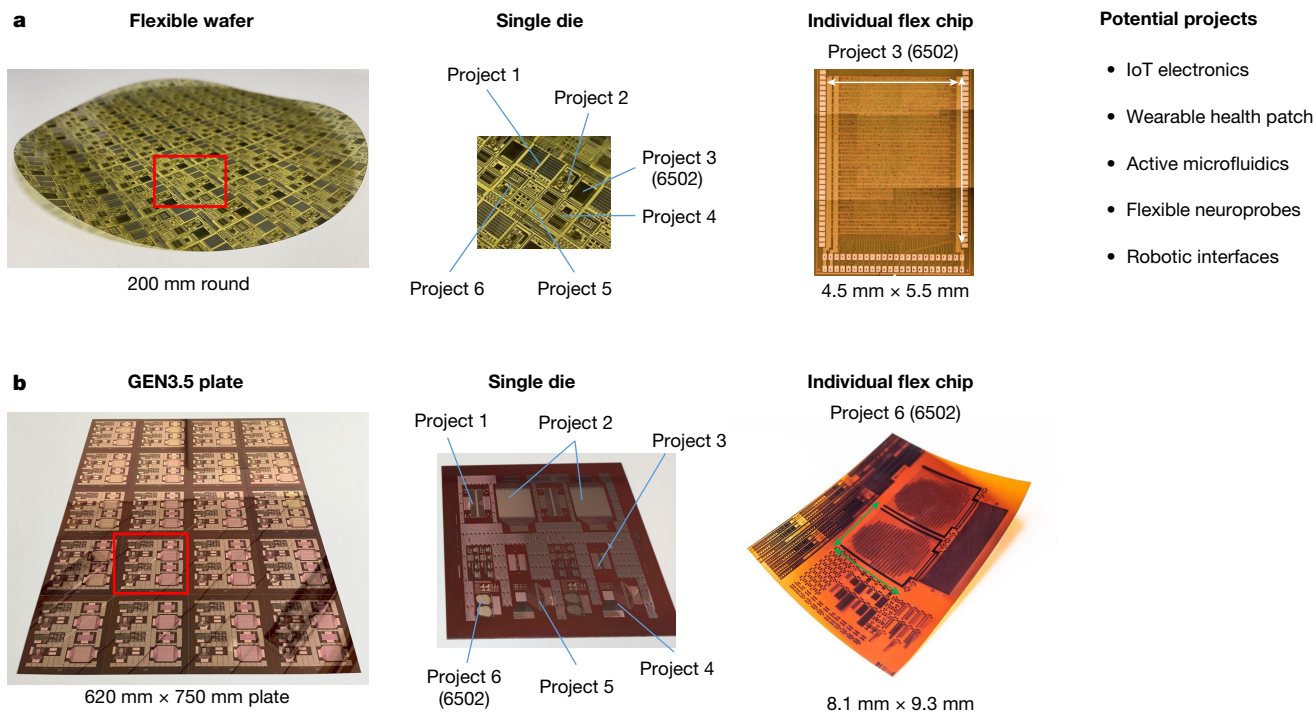 a
Flexible wafer
Single die
Individual flex chip
Potential projects
Project 3 (6502)
Project 1
Project 2
Project 3
(6502)
Project 4
Project 5
Project 6
200 mm round
4.5 mm × 5.5 mm
• IoT electronics
• Wearable health patch
• Active microfluidics
• Flexible neuroprobes
• Robotic interfaces
b
GEN3.5 plate
Single die
Individual flex chip
Project 6 (6502)
Project 1
Project 2
Project 3
Project 4
Project 5
Project 6
(6502)
620 mm × 750 mm plate
8.1 mm × 9.3 mm